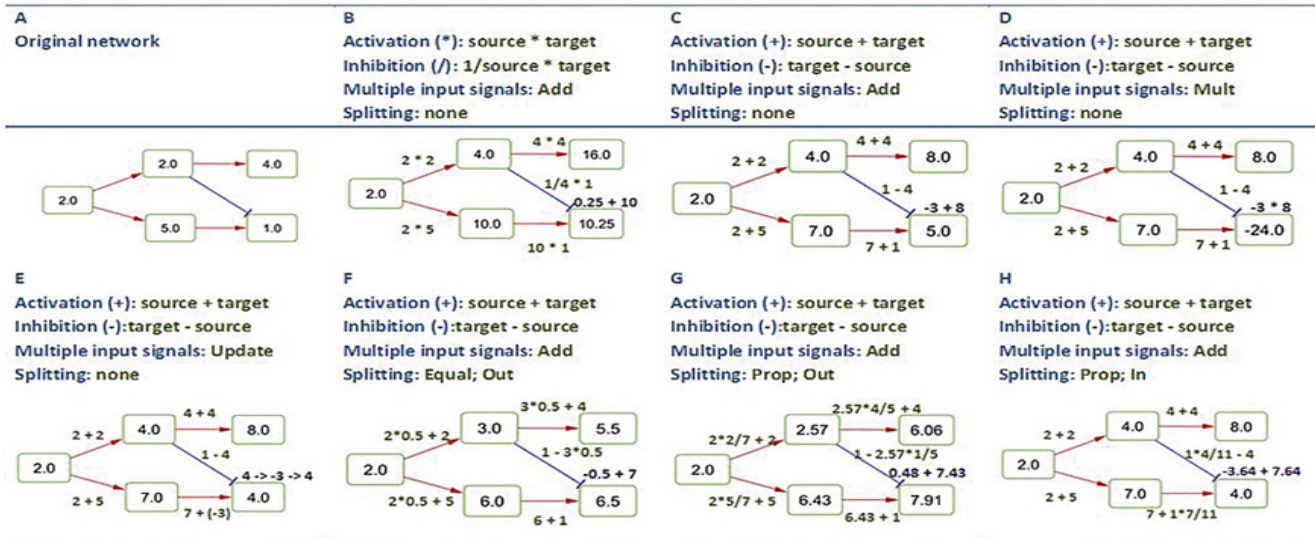 A
Original network
B
Activation (*): source * target
Inhibition (/): 1/source * target
Multiple input signals: Add
Splitting: none
C
Activation (+): source + target
Inhibition (-): target - source
Multiple input signals: Add
Splitting: none
D
Activation (+): source + target
Inhibition (-):target - source
Multiple input signals: Mult
Splitting: none
2.0
2.0
4.0
5.0
1.0
2.0
2 * 2
4.0
4 * 4
16.0
1/4 * 1
0.25 + 10
2 * 5
10.0
10 * 1
10.25
2.0
2 + 2
4.0
4 + 4
8.0
1 - 4
-3 + 8
2 + 5
7.0
7 + 1
5.0
2.0
2 + 2
4.0
4 + 4
8.0
1 - 4
-3 * 8
2 + 5
7.0
7 + 1
-24.0
E
Activation (+): source + target
Inhibition (-):target - source
Multiple input signals: Update
Splitting: none
F
Activation (+): source + target
Inhibition (-):target - source
Multiple input signals: Add
Splitting: Equal; Out
G
Activation (+): source + target
Inhibition (-):target - source
Multiple input signals: Add
Splitting: Prop; Out
H
Activation (+): source + target
Inhibition (-):target - source
Multiple input signals: Add
Splitting: Prop; In
2.0
2 + 2
4.0
4 + 4
8.0
1 - 4
4 -> -3 -> 4
2 + 5
7.0
7 + (-3)
4.0
2.0
2*0.5 + 2
3.0
3*0.5 + 4
5.5
1 - 3*0.5
-0.5 + 7
2*0.5 + 5
6.0
6 + 1
6.5
2.0
2*2/7 + 2
2.57
2.57*4/5 + 4
6.06
1 - 2.57*1/5
0.48 + 7.43
2*5/7 + 5
6.43
6.43 + 1
7.91
2.0
2 + 2
4.0
4 + 4
8.0
1*4/11 - 4
-3.64 + 7.64
2 + 5
7.0
7 + 1*7/11
4.0